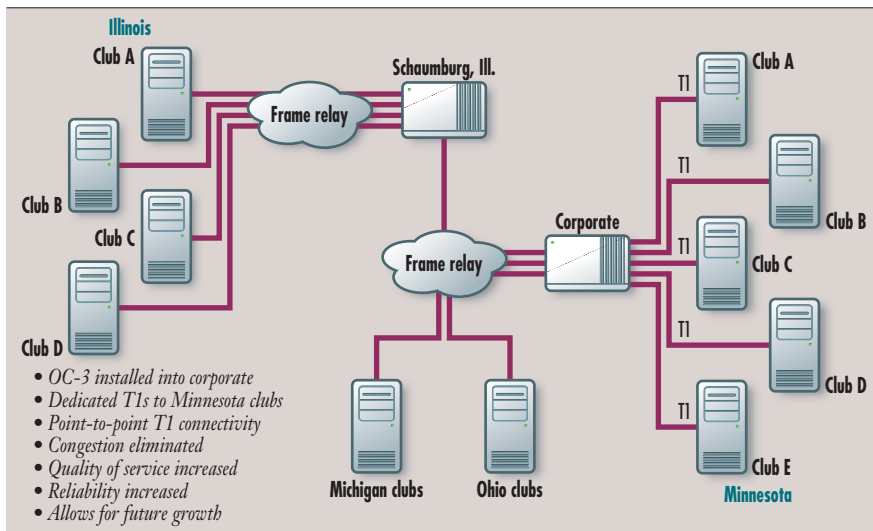 Illinois
Club A
Club B
Club C
Club D
Frame relay
Schaumburg, Ill.
Frame relay
Corporate
Michigan clubs
Ohio clubs
T1
Club A
T1
Club B
T1
Club C
T1
Club D
T1
Club E
Minnesota
• OC-3 installed into corporate
• Dedicated T1s to Minnesota clubs
• Point-to-point T1 connectivity
• Congestion eliminated
• Quality of service increased
• Reliability increased
• Allows for future growth